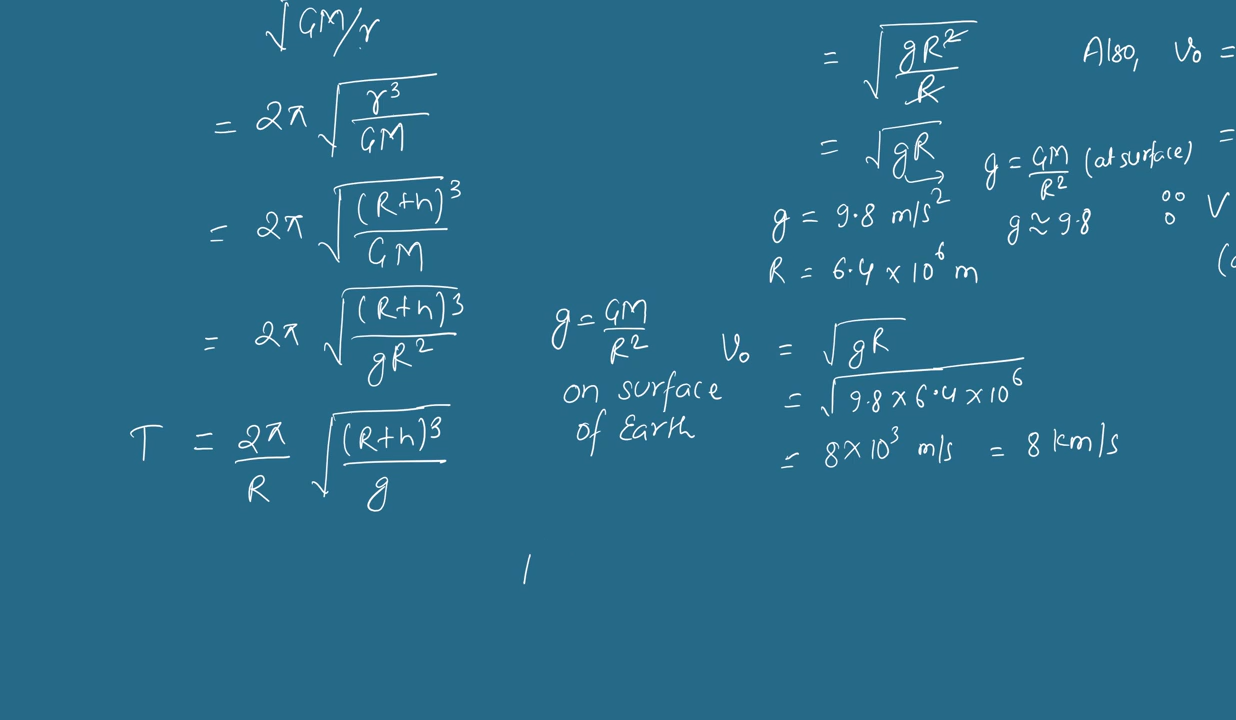 √GM/r
= 2π √(r³/GM)
= 2π √((R+h)³/GM)
= 2π √((R+h)³/gR²)
T = 2π/R √((R+h)³/g)
g = GM/R²
on surface
of Earth
= √(gR²/R)
= √gR
g = 9.8 m/s²
R = 6.4 × 10⁶ m
g = GM/R² (at surface)
g ≈ 9.8
V₀ = √gR
= √9.8 × 6.4 × 10⁶
= 8 × 10³ m/s = 8 km/s
Also, V₀ =
=
∴ V
(